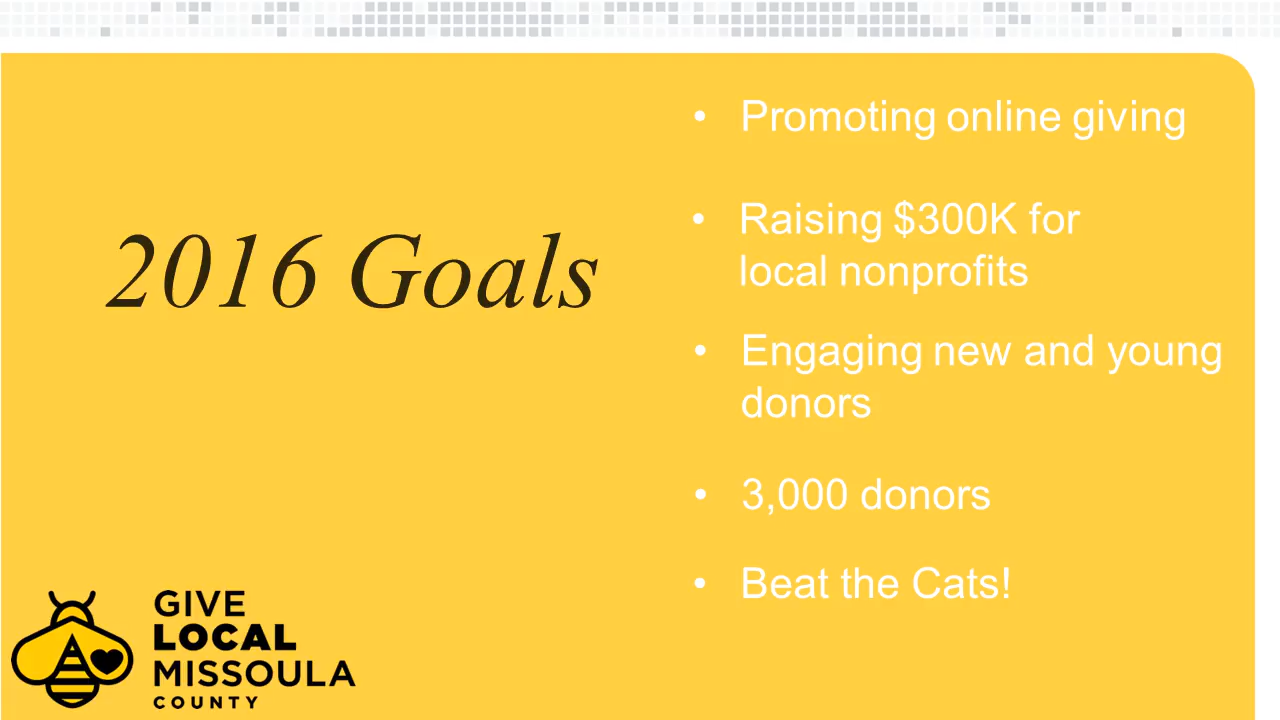 2016 Goals
• Promoting online giving
• Raising $300K for
local nonprofits
• Engaging new and young
donors
• 3,000 donors
• Beat the Cats!
GIVE
LOCAL
MISSOULA
COUNTY